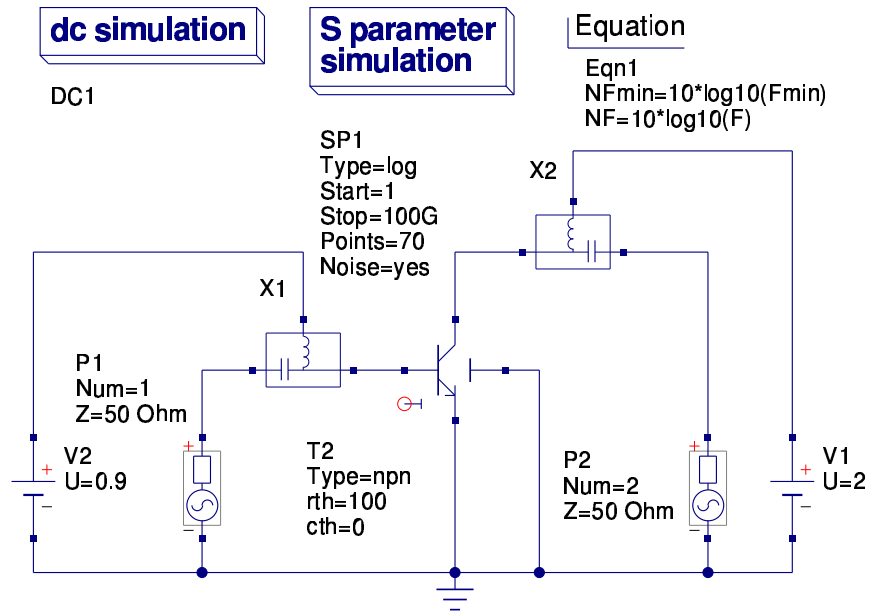 dc simulation
DC1
S parameter
simulation
SP1
Type=log
Start=1
Stop=100G
Points=70
Noise=yes
Equation
Eqn1
NFmin=10*log10(Fmin)
NF=10*log10(F)
X2
X1
P1
Num=1
Z=50 Ohm
V2
U=0.9
T2
Type=npn
rth=100
cth=0
P2
Num=2
Z=50 Ohm
V1
U=2